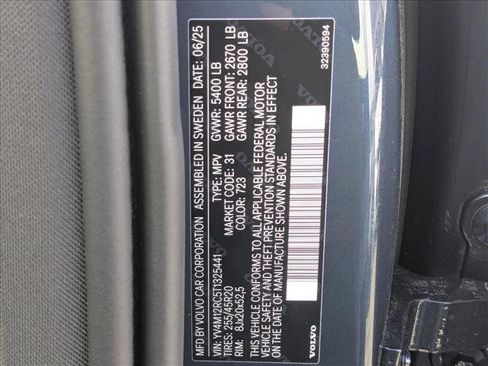 MFD BY VOLVO CAR CORPORATION ASSEMBLED IN SWEDEN DATE: 06/25
GVWR: 5400 LB
GAWR FRONT: 2670 LB
GAWR REAR: 2800 LB
VIN: YV4M12RC5T1325441 TYPE: MPV
TIRES: 255/45R20 MARKET CODE: 31
RIM: 8Jx20x52,5 COLOR: 723
THIS VEHICLE CONFORMS TO ALL APPLICABLE FEDERAL MOTOR
VEHICLE SAFETY AND THEFT PREVENTION STANDARDS IN EFFECT
ON THE DATE OF MANUFACTURE SHOWN ABOVE.
VOLVO
32390594